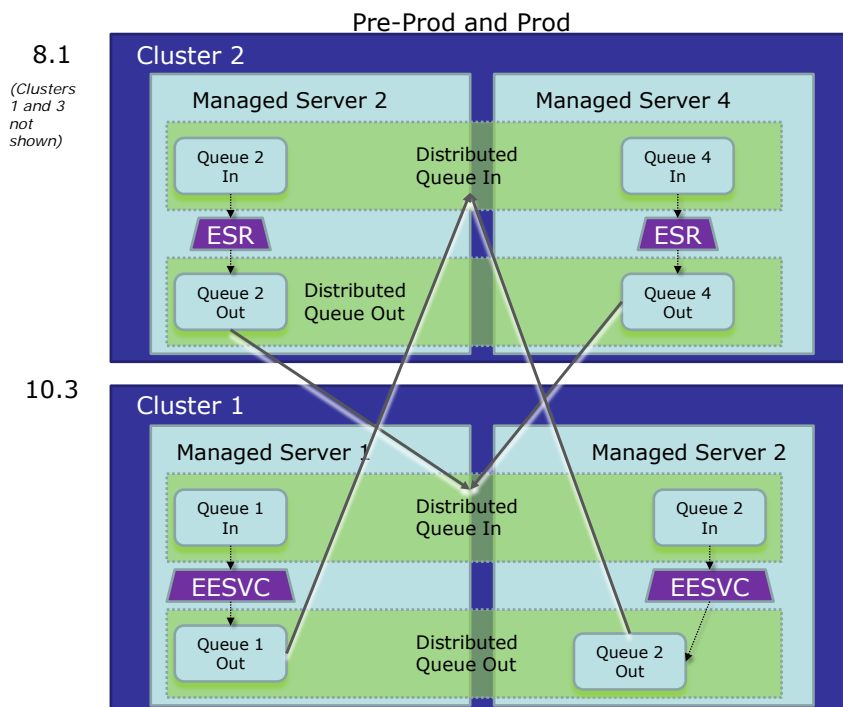 Pre-Prod and Prod
8.1
(Clusters
1 and 3
not
shown)
Cluster 2
Managed Server 2
Managed Server 4
Queue 2
In
Distributed
Queue In
Queue 4
In
ESR
ESR
Queue 2
Out
Distributed
Queue Out
Queue 4
Out
10.3
Cluster 1
Managed Server 1
Managed Server 2
Queue 1
In
Distributed
Queue In
Queue 2
In
EESVC
EESVC
Queue 1
Out
Distributed
Queue Out
Queue 2
Out